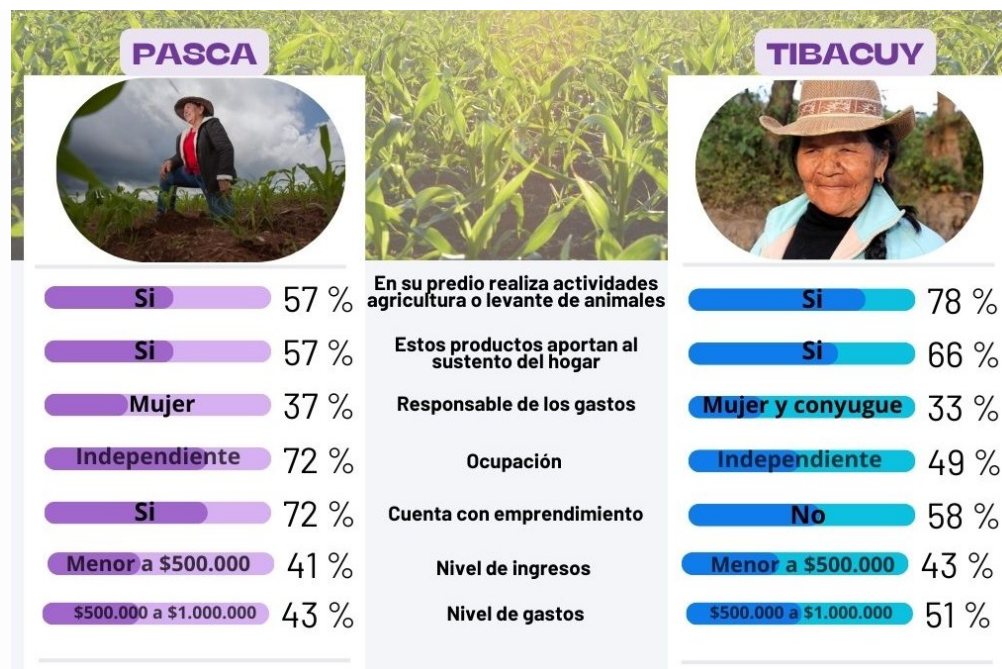 PASCA
TIBACUY
Si 57 %
En su predio realiza actividades
agricultura o levante de animales
Si 78 %
Si 57 %
Estos productos aportan al
sustento del hogar
Si 66 %
Mujer 37 %
Responsable de los gastos
Mujer y conyugue 33 %
Independiente 72 %
Ocupación
Independiente 49 %
Si 72 %
Cuenta con emprendimiento
No 58 %
Menor a $500.000 41 %
Nivel de ingresos
Menor a $500.000 43 %
$500.000 a $1.000.000 43 %
Nivel de gastos
$500.000 a $1.000.000 51 %